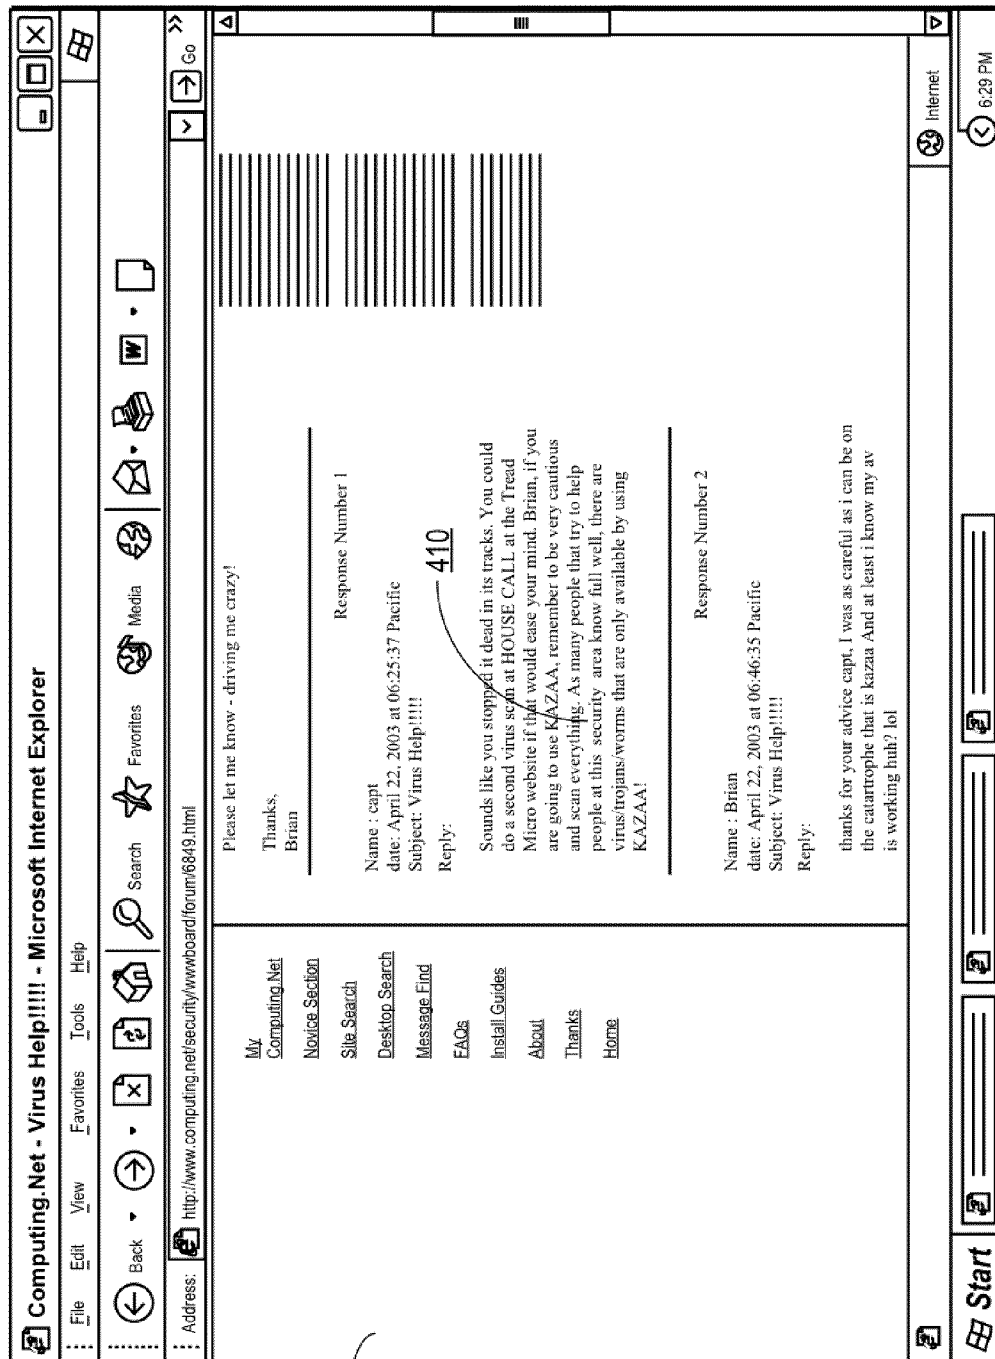 Computing.Net - Virus Help!!!!! - Microsoft Internet Explorer
File Edit View Favorites Tools Help
Back Search Favorites Media W
Address: http://www.computing.net/security/wwwboard/forum/6849.html Go
My
Computing.Net
Novice Section
Site Search
Desktop Search
Message Find
FAQs
Install Guides
About
Thanks
Home
Please let me know - driving me crazy!
Thanks,
Brian
Response Number 1
Name : capt
date: April 22, 2003 at 06:25:37 Pacific
Subject: Virus Help!!!!!
Reply:
410
Sounds like you stopped it dead in its tracks. You could
do a second virus scan at HOUSE CALL at the Tread
Micro website if that would ease your mind. Brian, if you
are going to use KAZAA, remember to be very cautious
and scan everything. As many people that try to help
people at this security area know full well, there are
virus/trojans/worms that are only available by using
KAZAA!
Response Number 2
Name : Brian
date: April 22, 2003 at 06:46:35 Pacific
Subject: Virus Help!!!!!
Reply:
thanks for your advice capt, I was as careful as i can be on
the catartrophe that is kazaa And at least i know my av
is working huh? lol
Internet
Start 6:29 PM